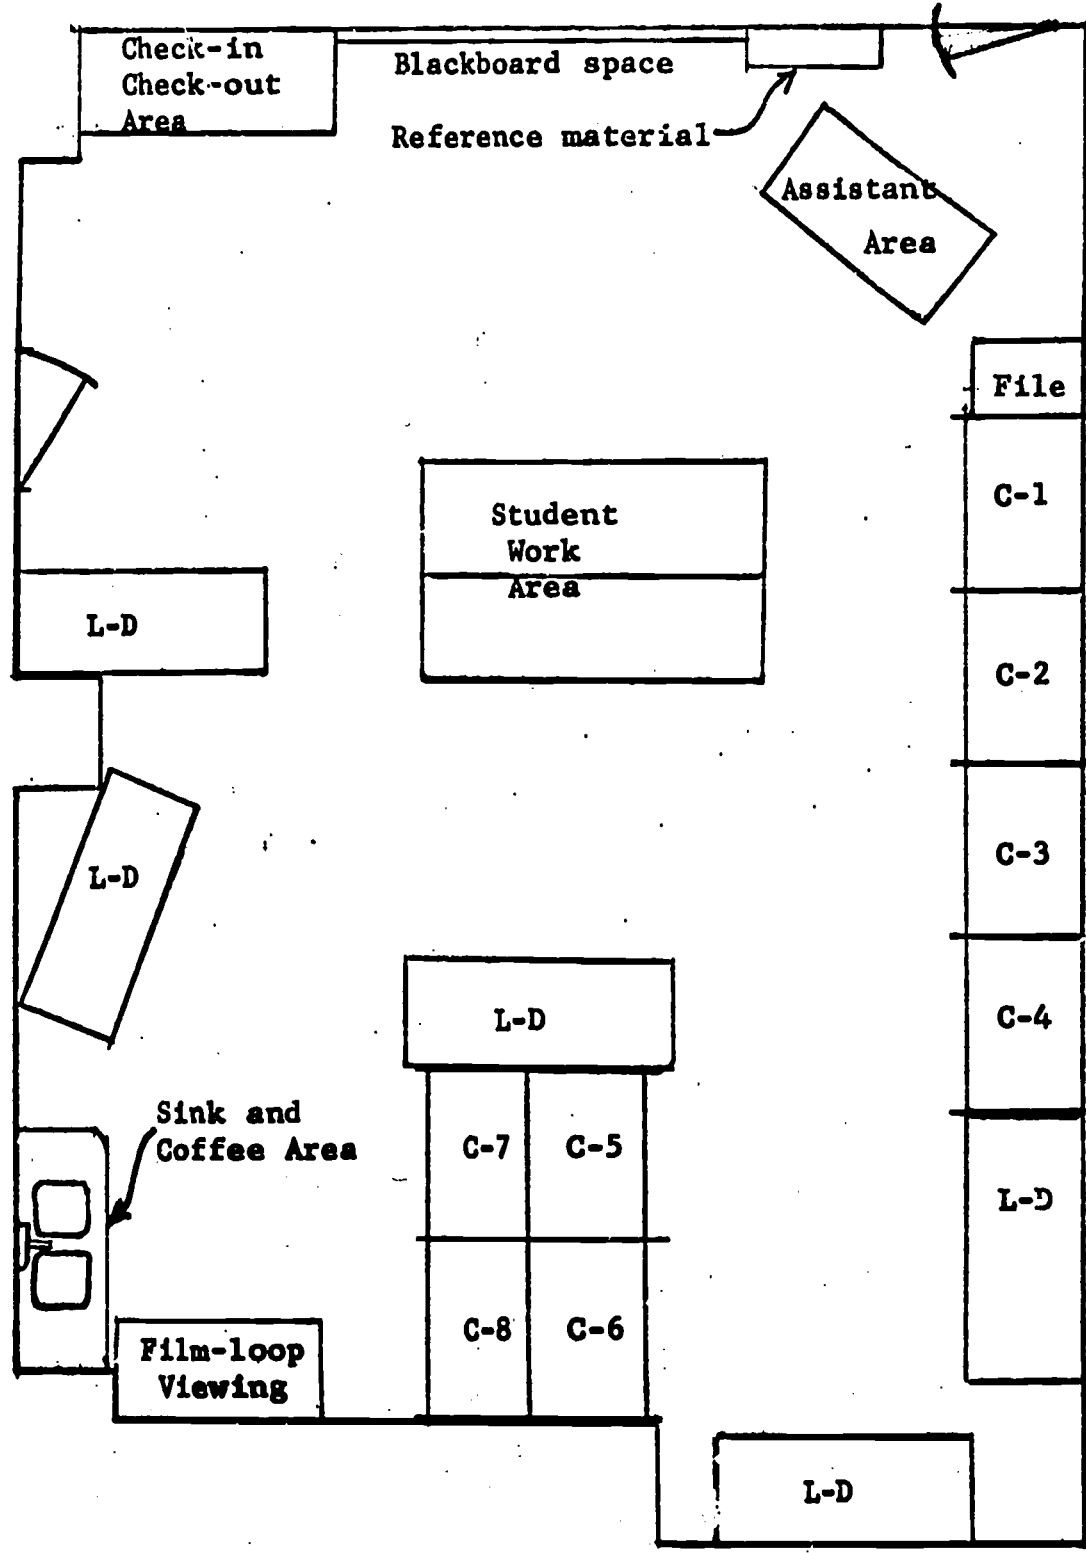 Check-in
Check-out
Area
Blackboard space
Reference material
Assistant
Area
File
C-1
Student
Work
Area
L-D
C-2
C-3
L-D
C-4
L-D
Sink and
Coffee Area
C-7
C-5
L-D
C-8
C-6
Film-loop
Viewing
L-D